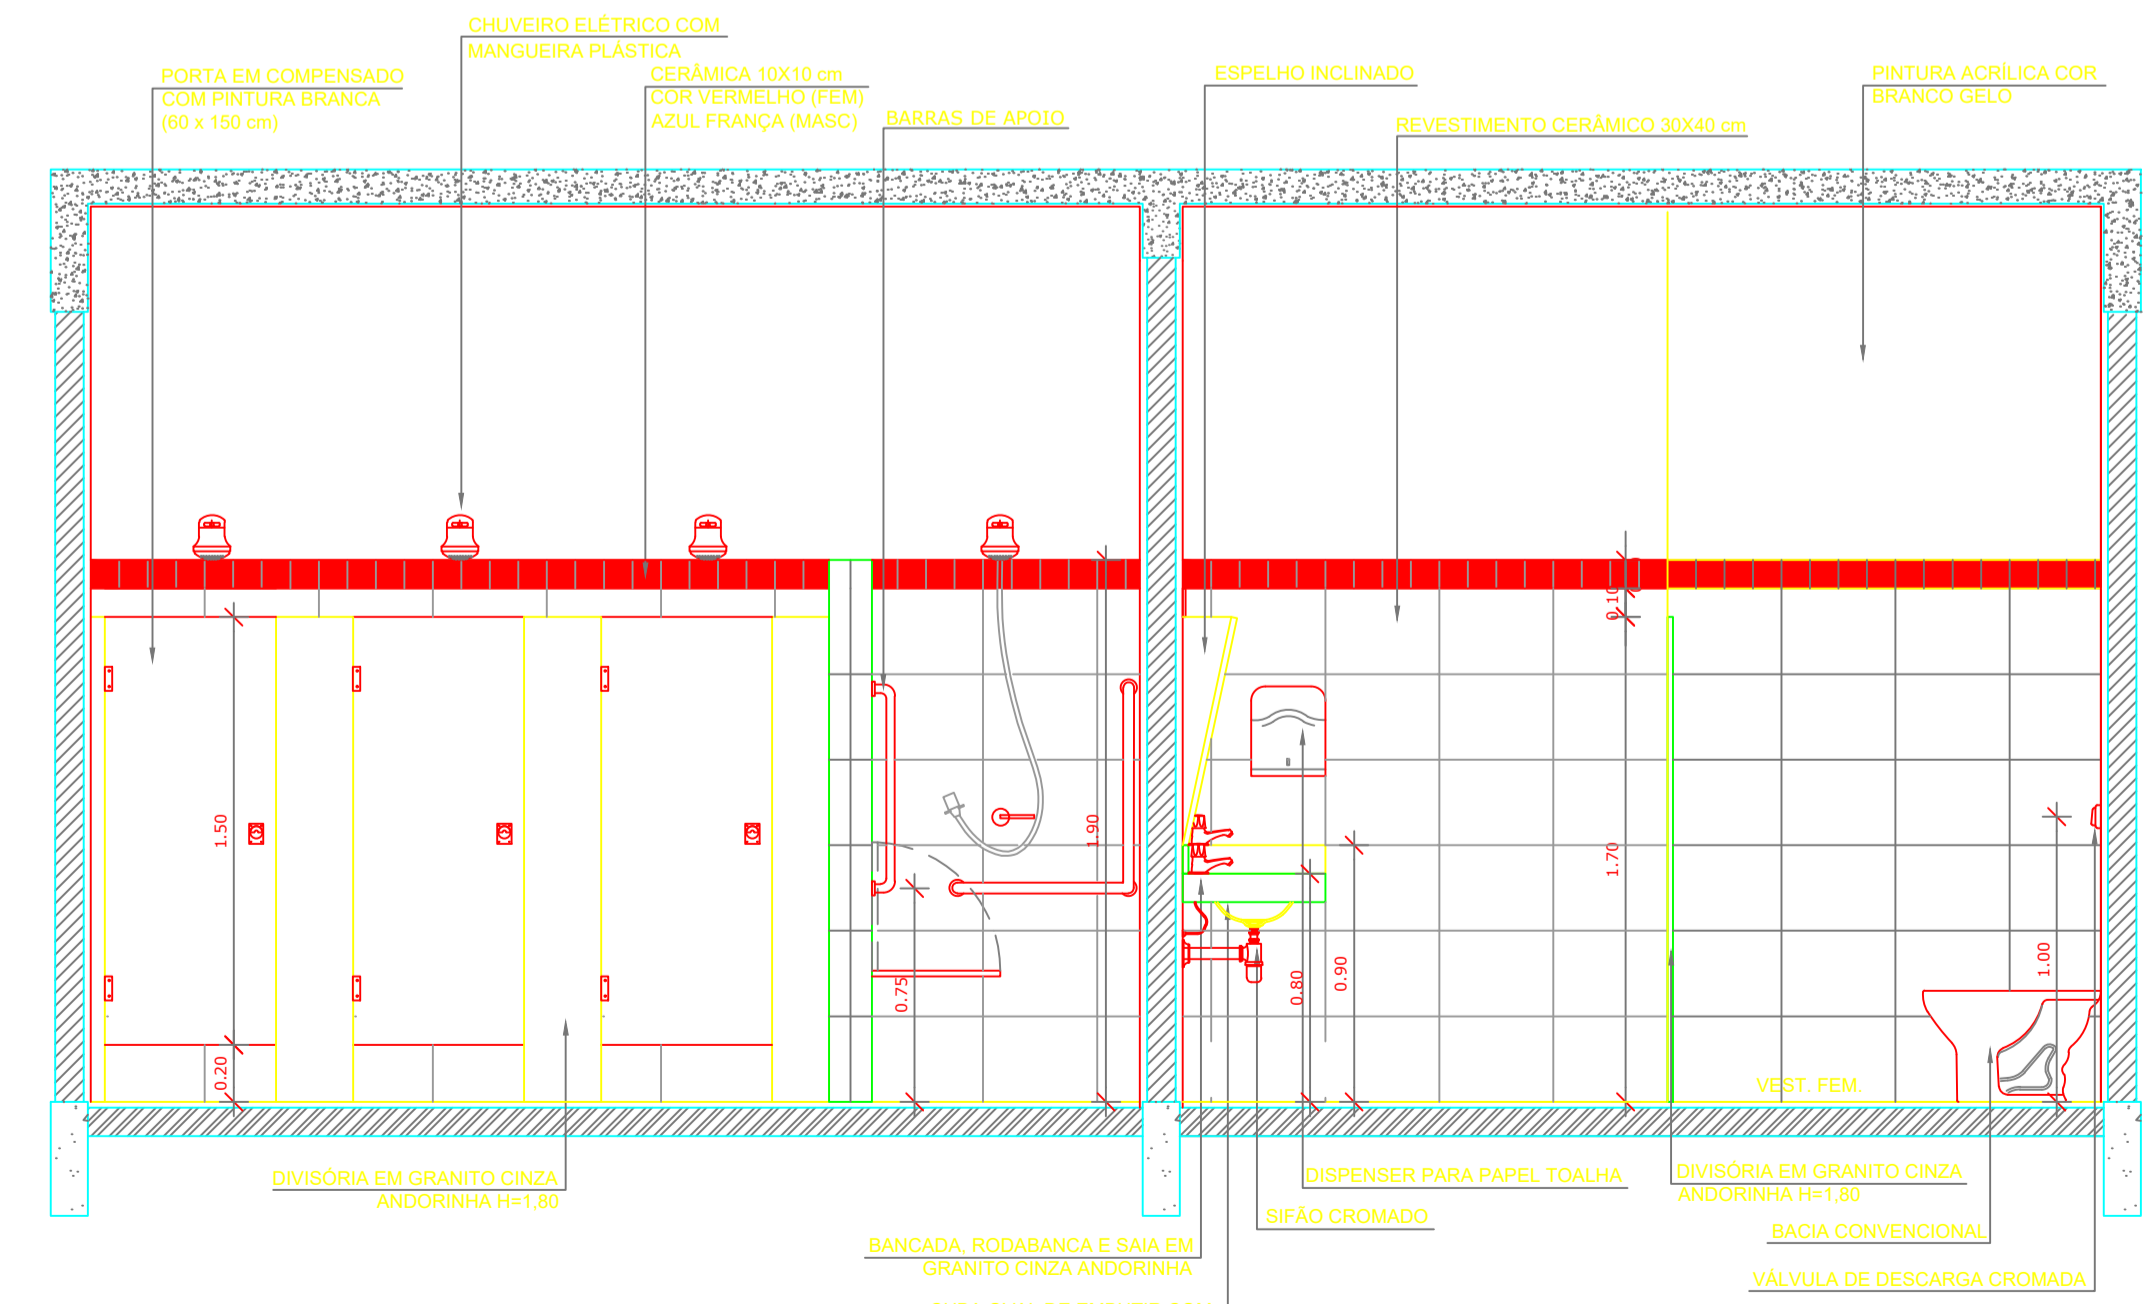 CHUVEIRO ELÉTRICO COM
MANGUEIRA PLÁSTICA
PORTA EM COMPENSADO
COM PINTURA BRANCA
(60 x 150 cm)
CERÂMICA 10X10 cm
COR VERMELHO (FEM)
AZUL FRANÇA (MASC)
BARRAS DE APOIO
ESPELHO INCLINADO
REVESTIMENTO CERÂMICO 30X40 cm
PINTURA ACRÍLICA COR
BRANCO GELO
0.10
1.50
1.90
1.70
0.75
0.80
0.90
1.00
0.20
VEST. FEM.
DIVISÓRIA EM GRANITO CINZA
ANDORINHA H=1,80
DISPENSER PARA PAPEL TOALHA
DIVISÓRIA EM GRANITO CINZA
ANDORINHA H=1,80
SIFÃO CROMADO
BACIA CONVENCIONAL
BANCADA, RODABANCA E SAIA EM
GRANITO CINZA ANDORINHA
VÁLVULA DE DESCARGA CROMADA